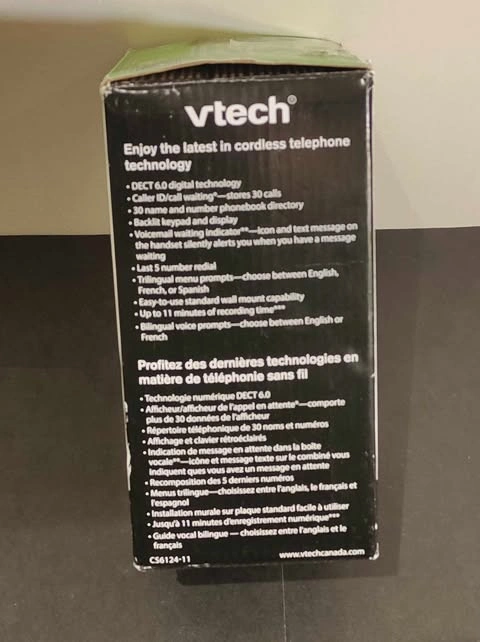 vtech®
Enjoy the latest in cordless telephone
technology
• DECT 6.0 digital technology
• Caller ID/call waiting*—stores 30 calls
• 30 name and number phonebook directory
• Backlit keypad and display
• Voicemail waiting indicator**—icon and text message on
the handset silently alerts you when you have a message
waiting
• Last 5 number redial
• Trilingual menu prompts—choose between English,
French, or Spanish
• Easy-to-use standard wall mount capability
• Up to 11 minutes of recording time***
• Bilingual voice prompts—choose between English or
French
Profitez des dernières technologies en
matière de téléphonie sans fil
• Technologie numérique DECT 6.0
• Afficheur/afficheur de l'appel en attente*—comporte
plus de 30 données de l'afficheur
• Répertoire téléphonique de 30 noms et numéros
• Affichage et clavier rétroéclairés
• Indication de message en attente dans la boîte
vocale**—icône et message texte sur le combiné vous
indiquent ques vous avez un message en attente
• Recomposition des 5 derniers numéros
• Menus trilingue—choisissez entre l'anglais, le français et
l'espagnol
• Installation murale sur plaque standard facile à utiliser
• Jusqu'à 11 minutes d'enregistrement numérique***
• Guide vocal bilingue — choisissez entre l'anglais et le
français
CS6124-11
www.vtechcanada.com